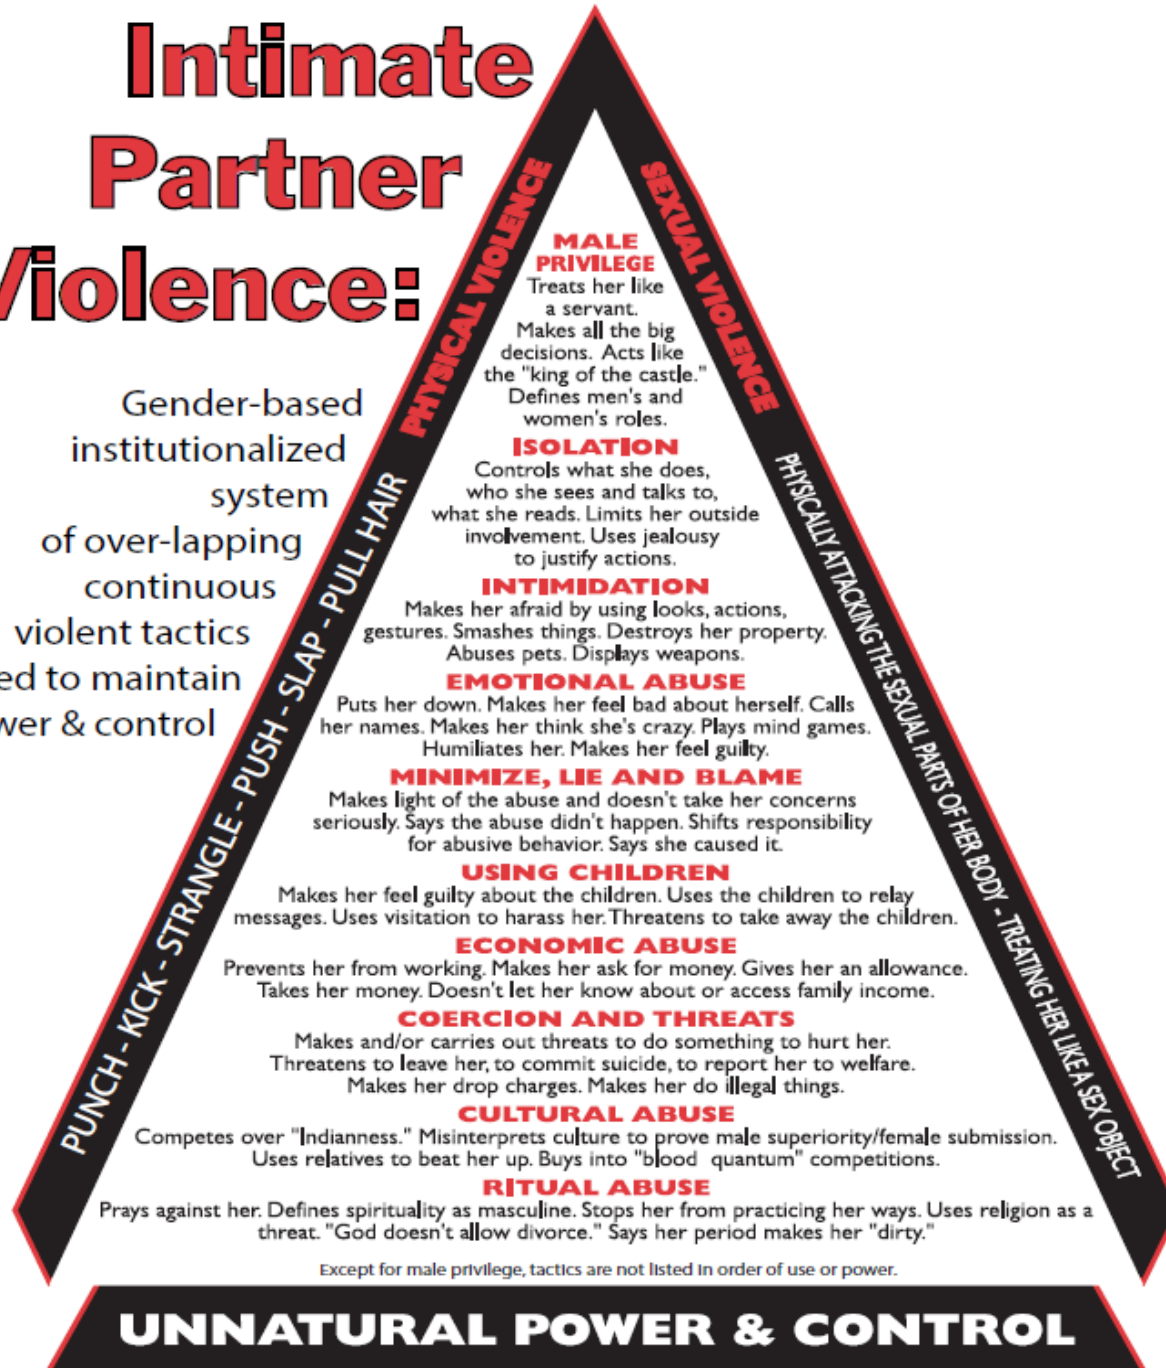 Intimate
Partner
Violence:
Gender-based
institutionalized
system
of over-lapping
continuous
violent tactics
to maintain
& control
PHYSICAL VIOLENCE
PUNCH - KICK - STRANGLE - PUSH - SLAP - PULL HAIR
SEXUAL VIOLENCE
PHYSICALLY ATTACKING THE SEXUAL PARTS OF HER BODY - TREATING HER LIKE A SEX OBJECT
MALE
PRIVILEGE
Treats her like
a servant.
Makes all the big
decisions. Acts like
the "king of the castle."
Defines men's and
women's roles.
ISOLATION
Controls what she does,
who she sees and talks to,
what she reads. Limits her outside
involvement. Uses jealousy
to justify actions.
INTIMIDATION
Makes her afraid by using looks, actions,
gestures. Smashes things. Destroys her property.
Abuses pets. Displays weapons.
EMOTIONAL ABUSE
Puts her down. Makes her feel bad about herself. Calls
her names. Makes her think she's crazy. Plays mind games.
Humiliates her. Makes her feel guilty.
MINIMIZE, LIE AND BLAME
Makes light of the abuse and doesn't take her concerns
seriously. Says the abuse didn't happen. Shifts responsibility
for abusive behavior. Says she caused it.
USING CHILDREN
Makes her feel guilty about the children. Uses the children to relay
messages. Uses visitation to harass her. Threatens to take away the children.
ECONOMIC ABUSE
Prevents her from working. Makes her ask for money. Gives her an allowance.
Takes her money. Doesn't let her know about or access family income.
COERCION AND THREATS
Makes and/or carries out threats to do something to hurt her.
Threatens to leave her, to commit suicide, to report her to welfare.
Makes her drop charges. Makes her do illegal things.
CULTURAL ABUSE
Competes over "Indianness." Misinterprets culture to prove male superiority/female submission.
Uses relatives to beat her up. Buys into "blood quantum" competitions.
RITUAL ABUSE
Prays against her. Defines spirituality as masculine. Stops her from practicing her ways. Uses religion as a
threat. "God doesn't allow divorce." Says her period makes her "dirty."
Except for male privilege, tactics are not listed in order of use or power.
UNNATURAL POWER & CONTROL